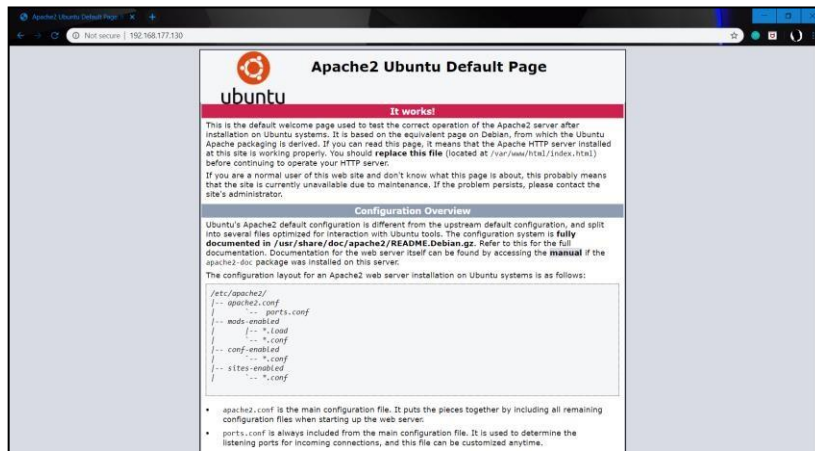 Apache2 Ubuntu Default Page
Not secure | 192.168.177.130
ubuntu
Apache2 Ubuntu Default Page
It works!
This is the default welcome page used to test the correct operation of the Apache2 server after
installation on Ubuntu systems. It is based on the equivalent page on Debian, from which the Ubuntu
Apache packaging is derived. If you can read this page, it means that the Apache HTTP server installed
at this site is working properly. You should replace this file (located at /var/www/html/index.html)
before continuing to operate your HTTP server.
If you are a normal user of this web site and don't know what this page is about, this probably means
that the site is currently unavailable due to maintenance. If the problem persists, please contact the
site's administrator.
Configuration Overview
Ubuntu's Apache2 default configuration is different from the upstream default configuration, and split
into several files optimized for interaction with Ubuntu tools. The configuration system is fully
documented in /usr/share/doc/apache2/README.Debian.gz. Refer to this for the full
documentation. Documentation for the web server itself can be found by accessing the manual if the
apache2-doc package was installed on this server.
The configuration layout for an Apache2 web server installation on Ubuntu systems is as follows:
/etc/apache2/
|-- apache2.conf
|       `--  ports.conf
|-- mods-enabled
|       |-- *.load
|       `-- *.conf
|-- conf-enabled
|       `-- *.conf
|-- sites-enabled
|       `-- *.conf
• apache2.conf is the main configuration file. It puts the pieces together by including all remaining
configuration files when starting up the web server.
• ports.conf is always included from the main configuration file. It is used to determine the
listening ports for incoming connections, and this file can be customized anytime.